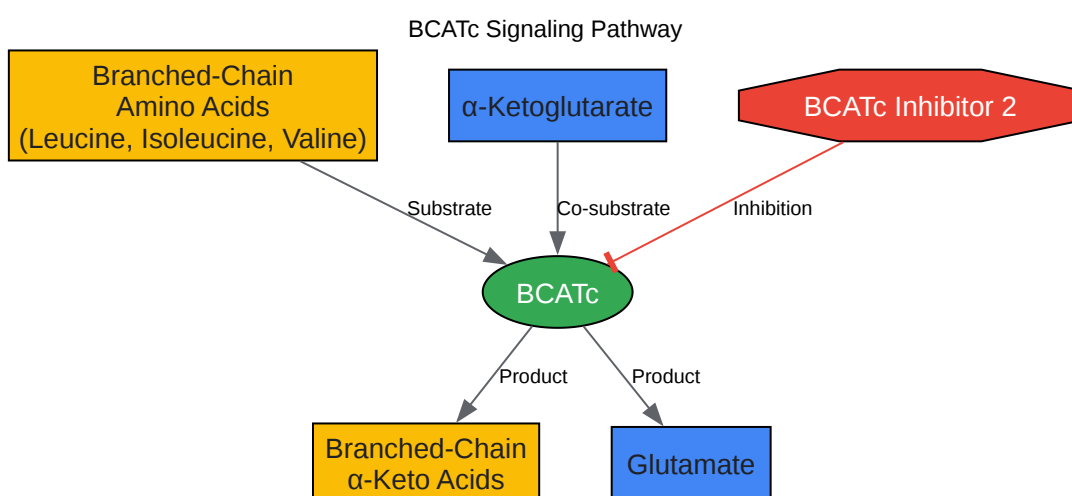 BCATc Signaling Pathway
Branched-Chain
Amino Acids
(Leucine, Isoleucine, Valine)
α-Ketoglutarate
BCATc Inhibitor 2
Substrate
Co-substrate
Inhibition
BCATc
Product
Product
Branched-Chain
α-Keto Acids
Glutamate